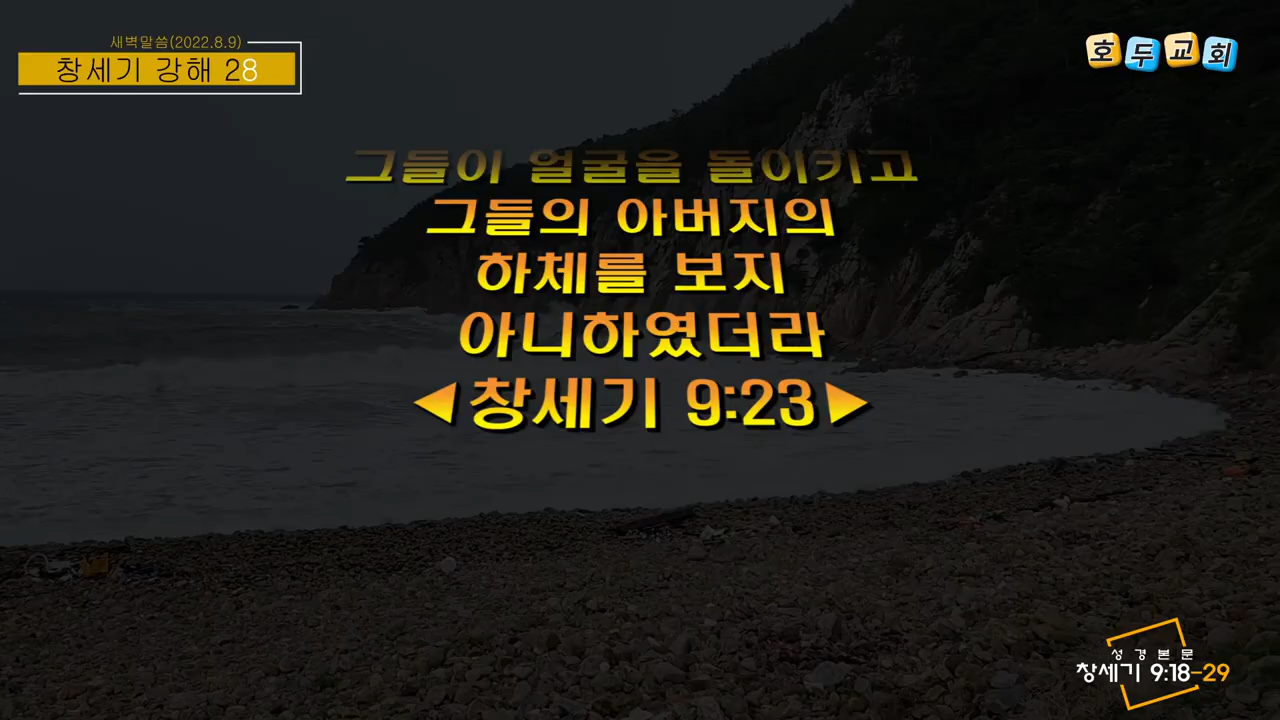 새벽말씀(2022.8.9)
창세기 강해 28
호두교회
그들이 얼굴을 돌이키고
그들의 아버지의
하체를 보지
아니하였더라
◀창세기 9:23▶
성경본문
창세기 9:18-29